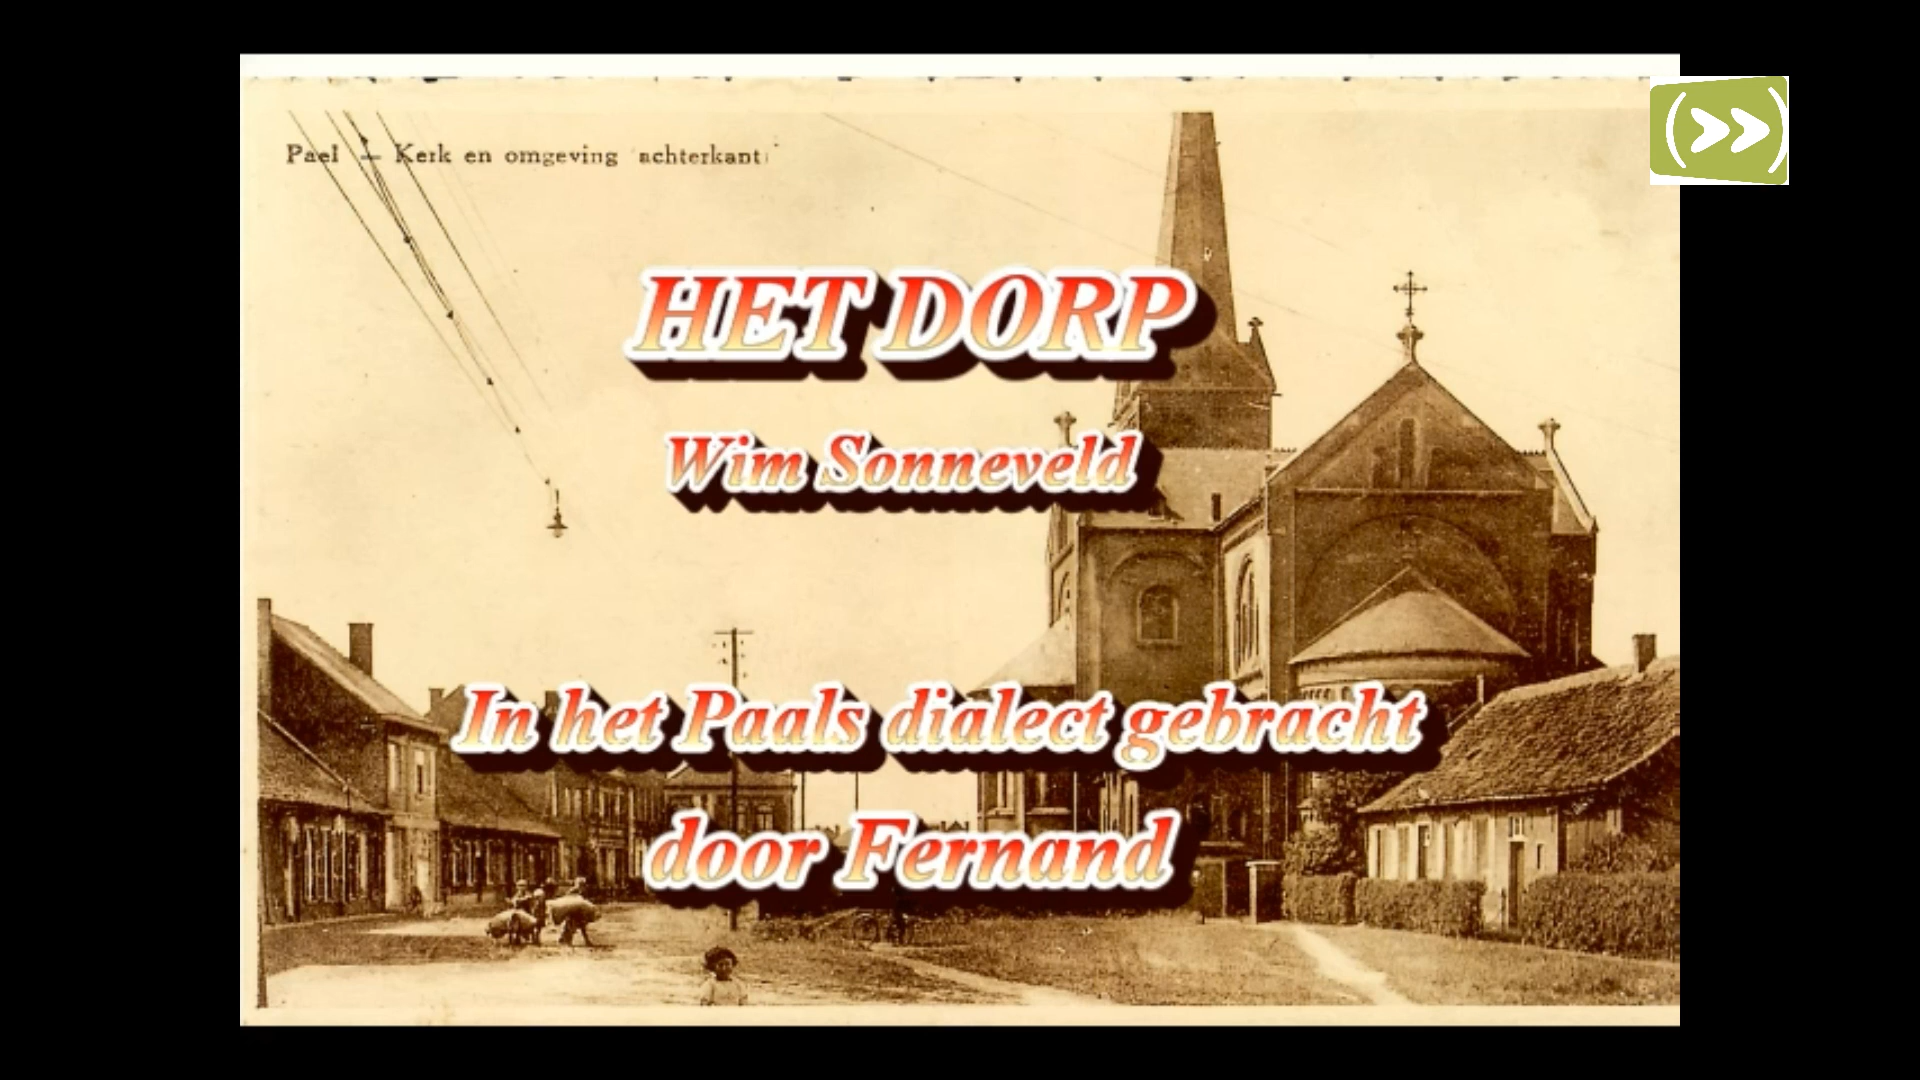 Pael — Kerk en omgeving achterkant
HET DORP
Wim Sonneveld
In het Paals dialect gebracht
door Fernand